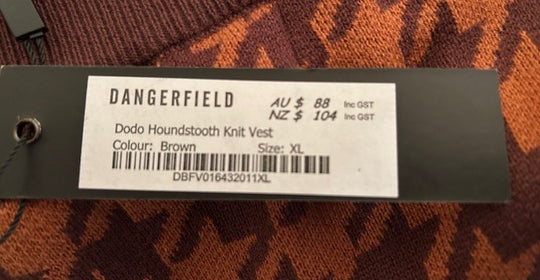 DANGERFIELD
AU $ 88 Inc GST
NZ $ 104 Inc GST
Dodo Houndstooth Knit Vest
Colour: Brown Size: XL
DBFV016432011XL